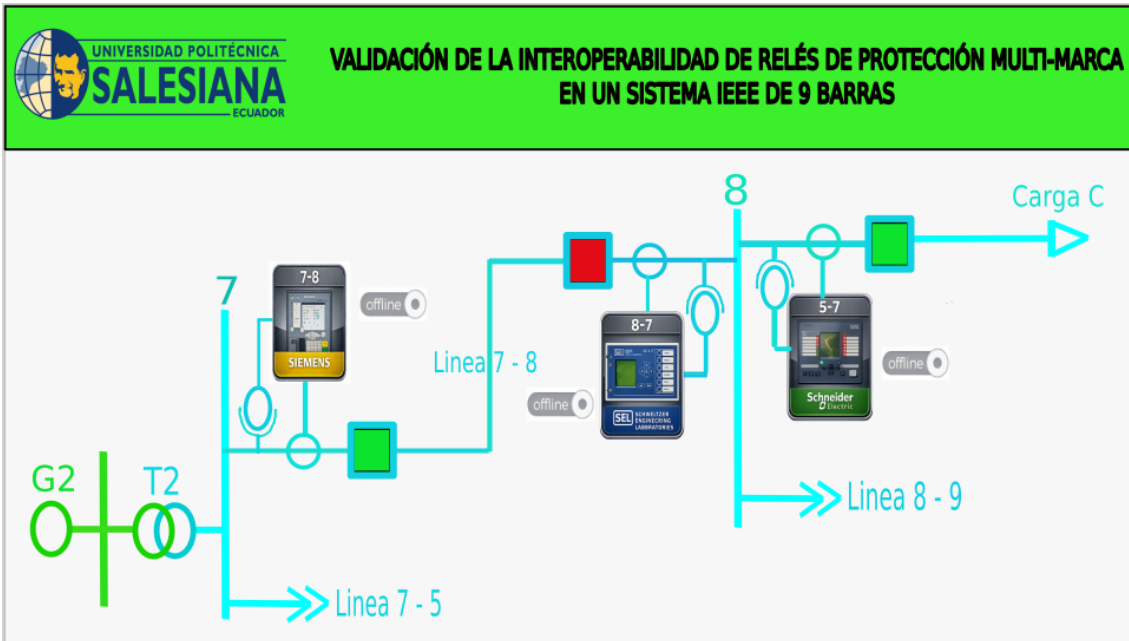 UNIVERSIDAD POLITÉCNICA
SALESIANA
ECUADOR
VALIDACIÓN DE LA INTEROPERABILIDAD DE RELÉS DE PROTECCIÓN MULTI-MARCA
EN UN SISTEMA IEEE DE 9 BARRAS
8
Carga C
7
7-8
SIEMENS
offline
Linea 7 - 8
8-7
SEL
SCHWEITZER
ENGINEERING
LABORATORIES
offline
5-7
Schneider
Electric
offline
G2
T2
Linea 8 - 9
Linea 7 - 5